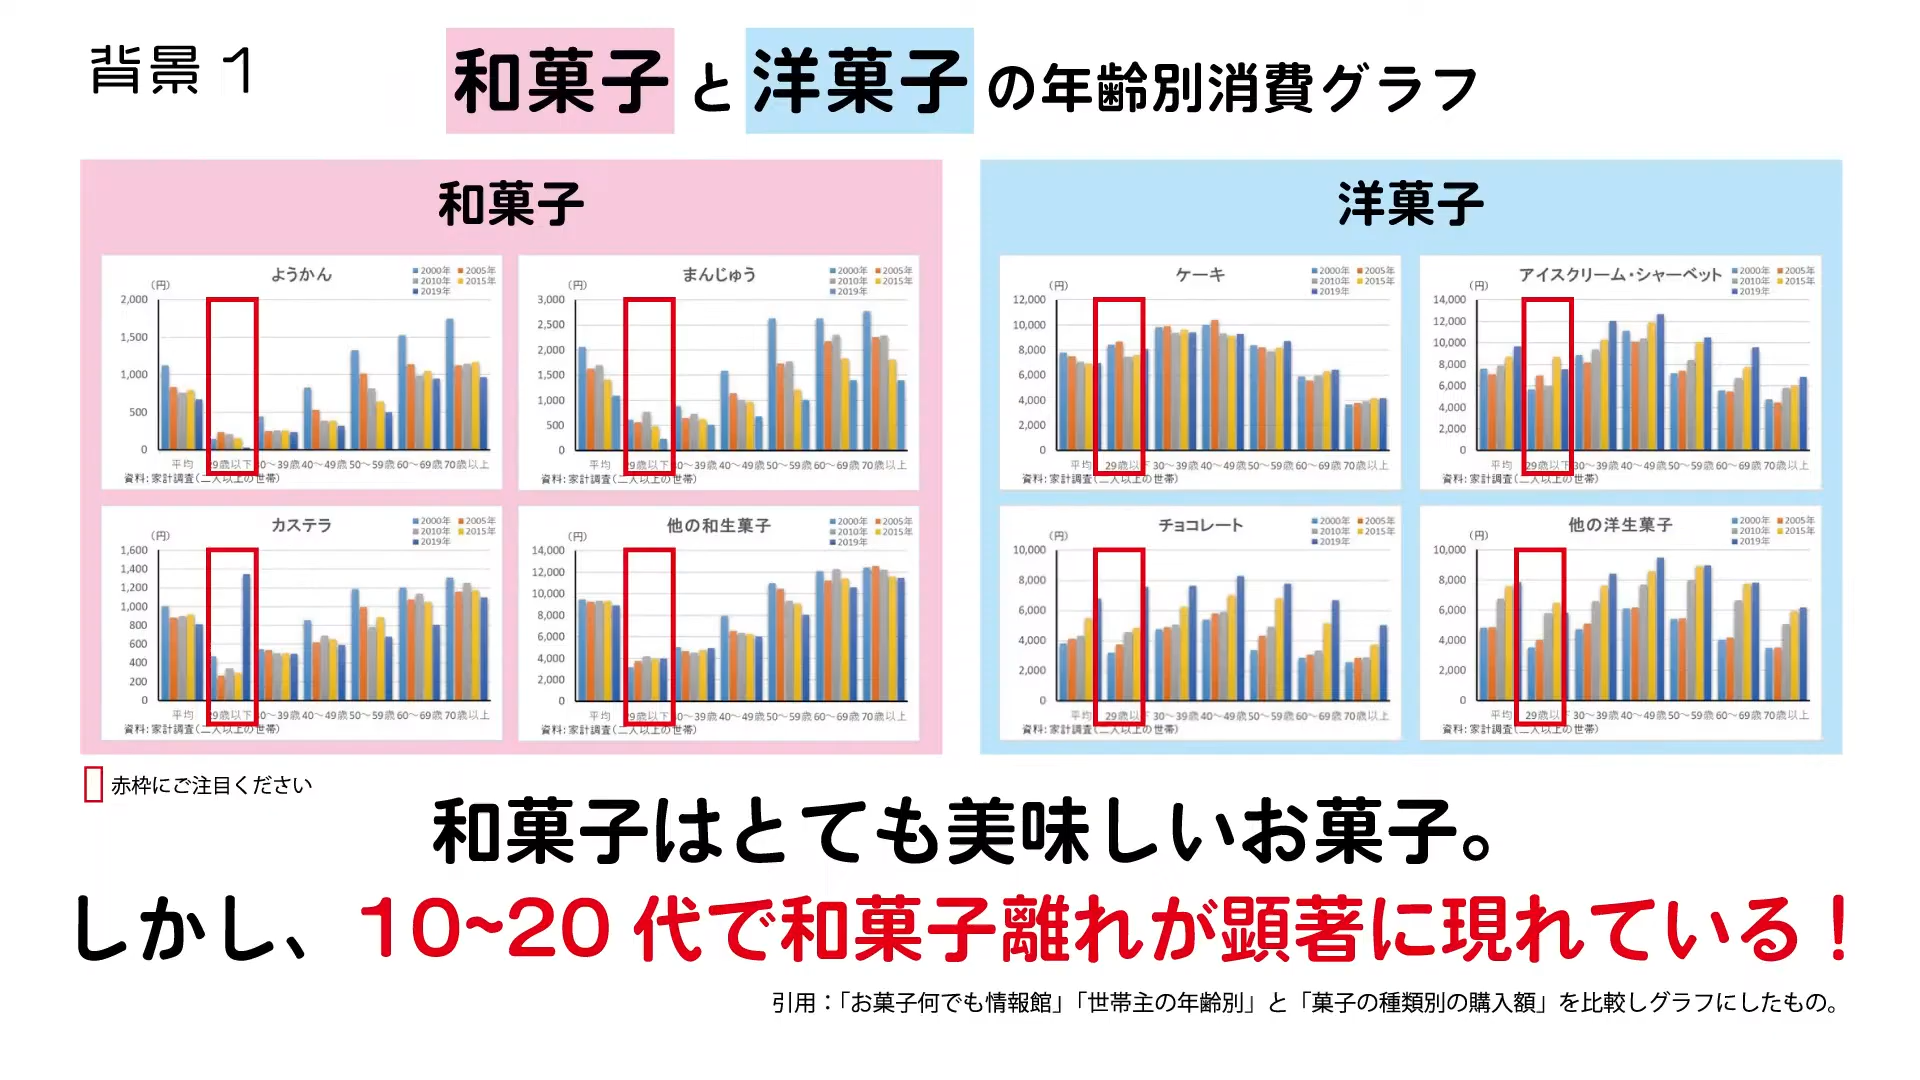 背景 1
和菓子 と 洋菓子 の年齢別消費グラフ
和菓子
ようかん
(円)
2000年 2005年
2010年 2015年
2019年
2,000
1,500
1,000
500
0
平均 29歳以下 30～39歳 40～49歳 50～59歳 60～69歳 70歳以上
資料：家計調査（二人以上の世帯）
まんじゅう
(円)
2000年 2005年
2010年 2015年
2019年
3,000
2,500
2,000
1,500
1,000
500
0
平均 29歳以下 30～39歳 40～49歳 50～59歳 60～69歳 70歳以上
資料：家計調査（二人以上の世帯）
カステラ
(円)
2000年 2005年
2010年 2015年
2019年
1,600
1,400
1,200
1,000
800
600
400
200
0
平均 29歳以下 30～39歳 40～49歳 50～59歳 60～69歳 70歳以上
資料：家計調査（二人以上の世帯）
他の和生菓子
(円)
2000年 2005年
2010年 2015年
2019年
14,000
12,000
10,000
8,000
6,000
4,000
2,000
0
平均 29歳以下 30～39歳 40～49歳 50～59歳 60～69歳 70歳以上
資料：家計調査（二人以上の世帯）
洋菓子
ケーキ
(円)
2000年 2005年
2010年 2015年
2019年
12,000
10,000
8,000
6,000
4,000
2,000
0
平均 29歳以下 30～39歳 40～49歳 50～59歳 60～69歳 70歳以上
資料：家計調査（二人以上の世帯）
アイスクリーム・シャーベット
(円)
2000年 2005年
2010年 2015年
2019年
14,000
12,000
10,000
8,000
6,000
4,000
2,000
0
平均 29歳以下 30～39歳 40～49歳 50～59歳 60～69歳 70歳以上
資料：家計調査（二人以上の世帯）
チョコレート
(円)
2000年 2005年
2010年 2015年
2019年
10,000
8,000
6,000
4,000
2,000
0
平均 29歳以下 30～39歳 40～49歳 50～59歳 60～69歳 70歳以上
資料：家計調査（二人以上の世帯）
他の洋生菓子
(円)
2000年 2005年
2010年 2015年
2019年
10,000
8,000
6,000
4,000
2,000
0
平均 29歳以下 30～39歳 40～49歳 50～59歳 60～69歳 70歳以上
資料：家計調査（二人以上の世帯）
赤枠にご注目ください
和菓子はとても美味しいお菓子。
しかし、10~20 代で和菓子離れが顕著に現れている！
引用：「お菓子何でも情報館」「世帯主の年齢別」と「菓子の種類別の購入額」を比較しグラフにしたもの。